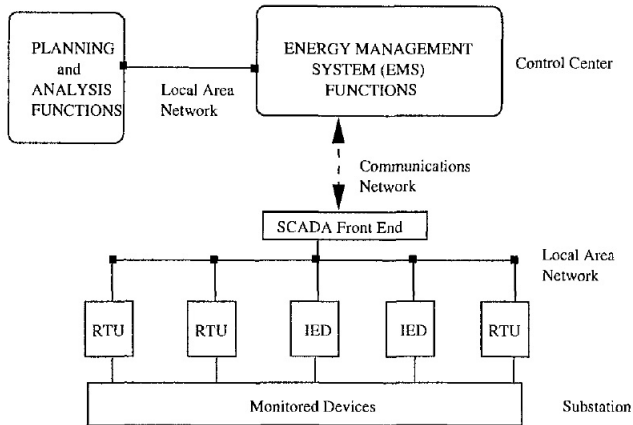 PLANNING
and
ANALYSIS
FUNCTIONS
Local Area
Network
ENERGY MANAGEMENT
SYSTEM (EMS)
FUNCTIONS
Control Center
Communications
Network
SCADA Front End
Local Area
Network
RTU
RTU
IED
IED
RTU
Monitored Devices
Substation